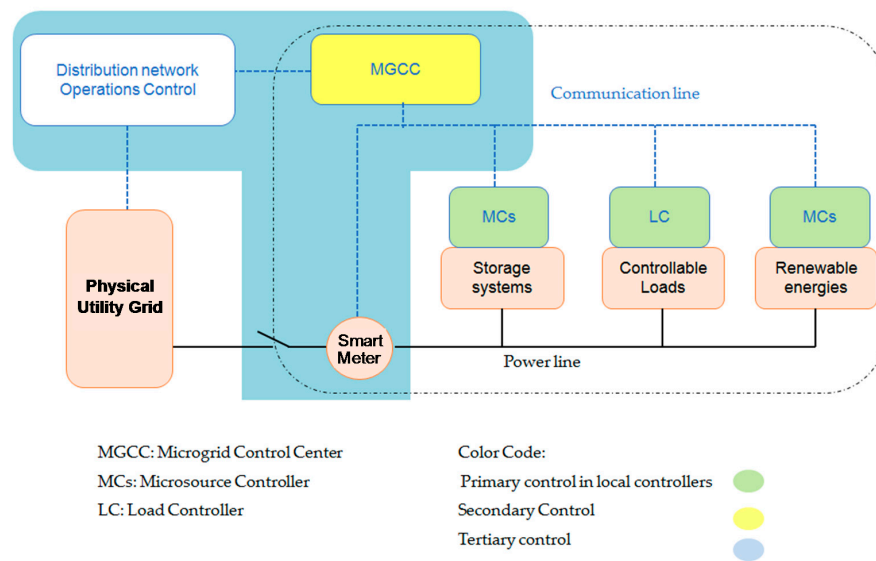 Distribution network
Operations Control
MGCC
Communication line
MCs
LC
MCs
Storage
systems
Controllable
Loads
Renewable
energies
Physical
Utility Grid
Smart
Meter
Power line
MGCC: Microgrid Control Center
MCs: Microsource Controller
LC: Load Controller
Color Code:
Primary control in local controllers
Secondary Control
Tertiary control